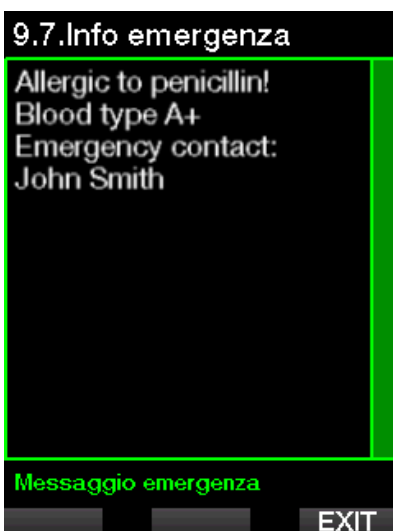 9.7.Info emergenza
Allergic to penicillin!
Blood type A+
Emergency contact:
John Smith
Messaggio emergenza
EXIT